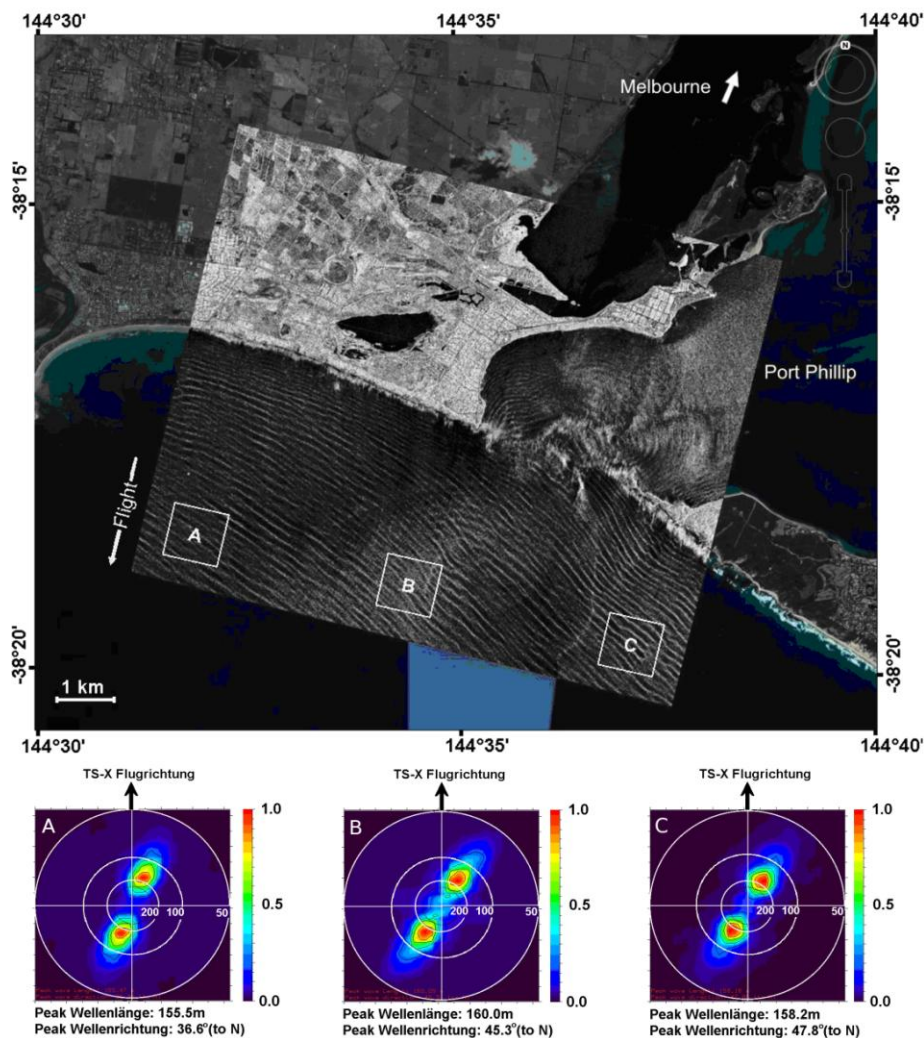 144°30' 144°35' 144°40'
N
Melbourne
-38°15' -38°15'
Port Phillip
Flight
A
B
C
-38°20' -38°20'
1 km
144°30' 144°35' 144°40'
TS-X Flugrichtung TS-X Flugrichtung TS-X Flugrichtung
A 1.0 B 1.0 C 1.0
0.5 0.5 0.5
200 100 50 200 100 50 200 100 50
0.0 0.0 0.0
Peak Wellenlänge: 155.5m Peak Wellenlänge: 160.0m Peak Wellenlänge: 158.2m
Peak Wellenrichtung: 36.6°(to N) Peak Wellenrichtung: 45.3°(to N) Peak Wellenrichtung: 47.8°(to N)